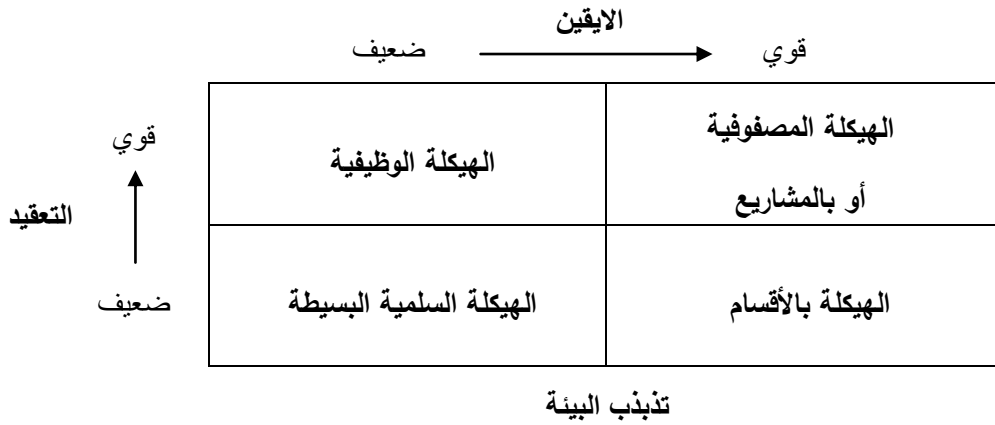 الايقين
قوي
ضعيف
الهيكلة المصفوفية
أو بالمشاريع
الهيكلة الوظيفية
قوي
التعقيد
الهيكلة بالأقسام
الهيكلة السلمية البسيطة
ضعيف
تذبذب البيئة